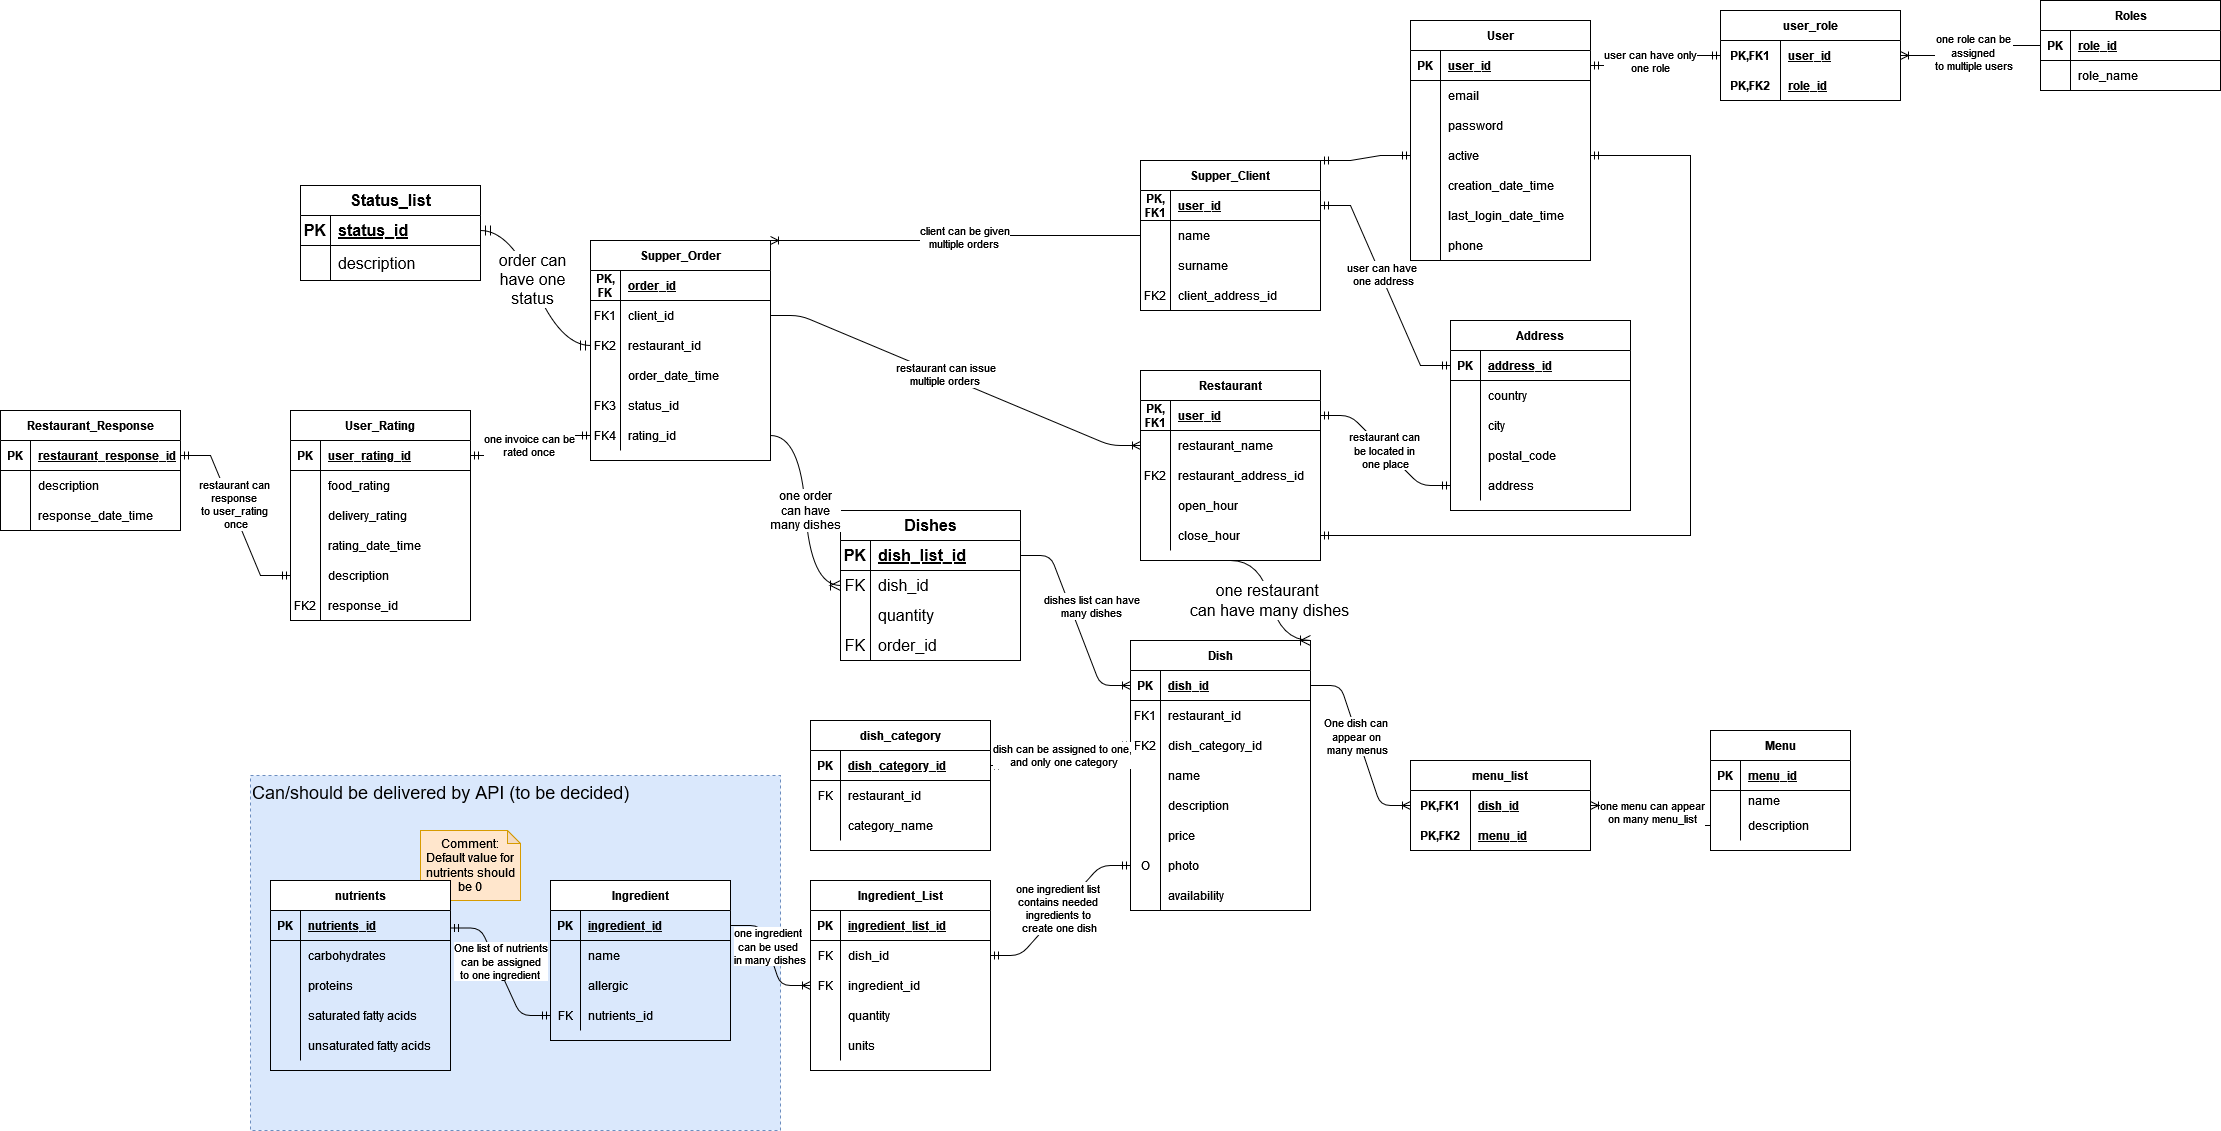 Roles
PK role_id
role_name
user_role
PK,FK1 user_id
PK,FK2 role_id
one role can be
assigned
to multiple users
User
PK user_id
email
password
active
creation_date_time
last_login_date_time
phone
user can have only
one role
Supper_Client
PK,
FK1 user_id
name
surname
FK2 client_address_id
Status_list
PK status_id
description
order can
have one
status
Supper_Order
PK,
FK order_id
FK1 client_id
FK2 restaurant_id
order_date_time
FK3 status_id
FK4 rating_id
client can be given
multiple orders
user can have
one address
Address
PK address_id
country
city
postal_code
address
restaurant can issue
multiple orders
Restaurant
PK,
FK1 user_id
restaurant_name
FK2 restaurant_address_id
open_hour
close_hour
restaurant can
be located in
one place
Restaurant_Response
PK restaurant_response_id
description
response_date_time
restaurant can
response
to user_rating
once
User_Rating
PK user_rating_id
food_rating
delivery_rating
rating_date_time
description
FK2 response_id
one invoice can be
rated once
one order
can have
many dishes
Dishes
PK dish_list_id
FK dish_id
quantity
FK order_id
dishes list can have
many dishes
one restaurant
can have many dishes
Dish
PK dish_id
FK1 restaurant_id
FK2 dish_category_id
name
description
price
O photo
availability
dish_category
PK dish_category_id
FK restaurant_id
category_name
dish can be assigned to one,
and only one category
One dish can
appear on
many menus
menu_list
PK,FK1 dish_id
PK,FK2 menu_id
one menu can appear
on many menu_list
Menu
PK menu_id
name
description
Can/should be delivered by API (to be decided)
Comment:
Default value for
nutrients should
be 0
nutrients
PK nutrients_id
carbohydrates
proteins
saturated fatty acids
unsaturated fatty acids
One list of nutrients
can be assigned
to one ingredient
Ingredient
PK ingredient_id
name
allergic
FK nutrients_id
one ingredient
can be used
in many dishes
Ingredient_List
PK ingredient_list_id
FK dish_id
FK ingredient_id
quantity
units
one ingredient list
contains needed
ingredients to
create one dish